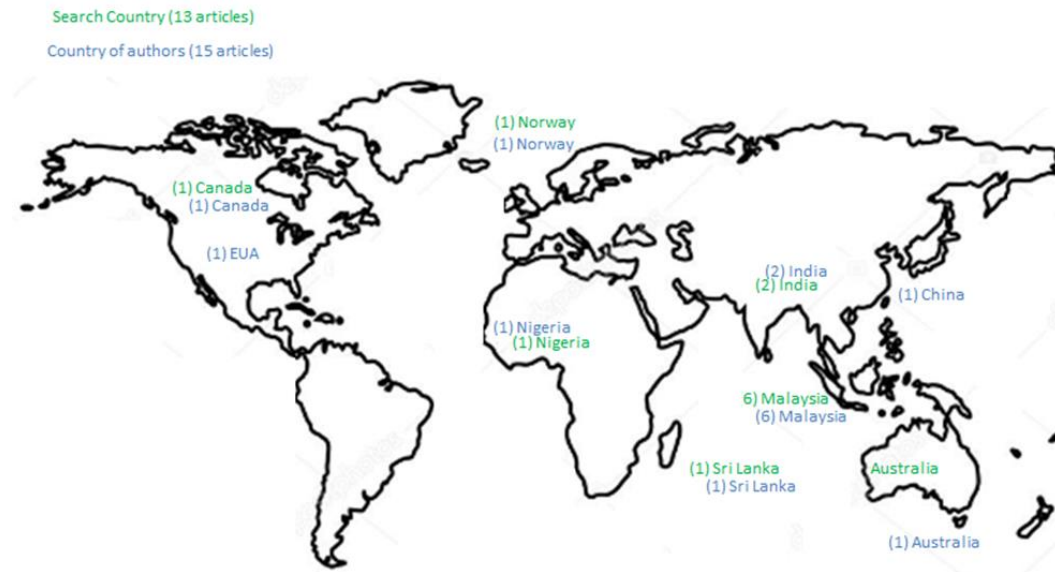 Search Country (13 articles)
Country of authors (15 articles)
(1) Norway
(1) Norway
(1) Canada
(1) Canada
(1) EUA
(2) India
(2) India
(1) China
(1) Nigeria
(1) Nigeria
6) Malaysia
(6) Malaysia
(1) Sri Lanka
(1) Sri Lanka
Australia
(1) Australia